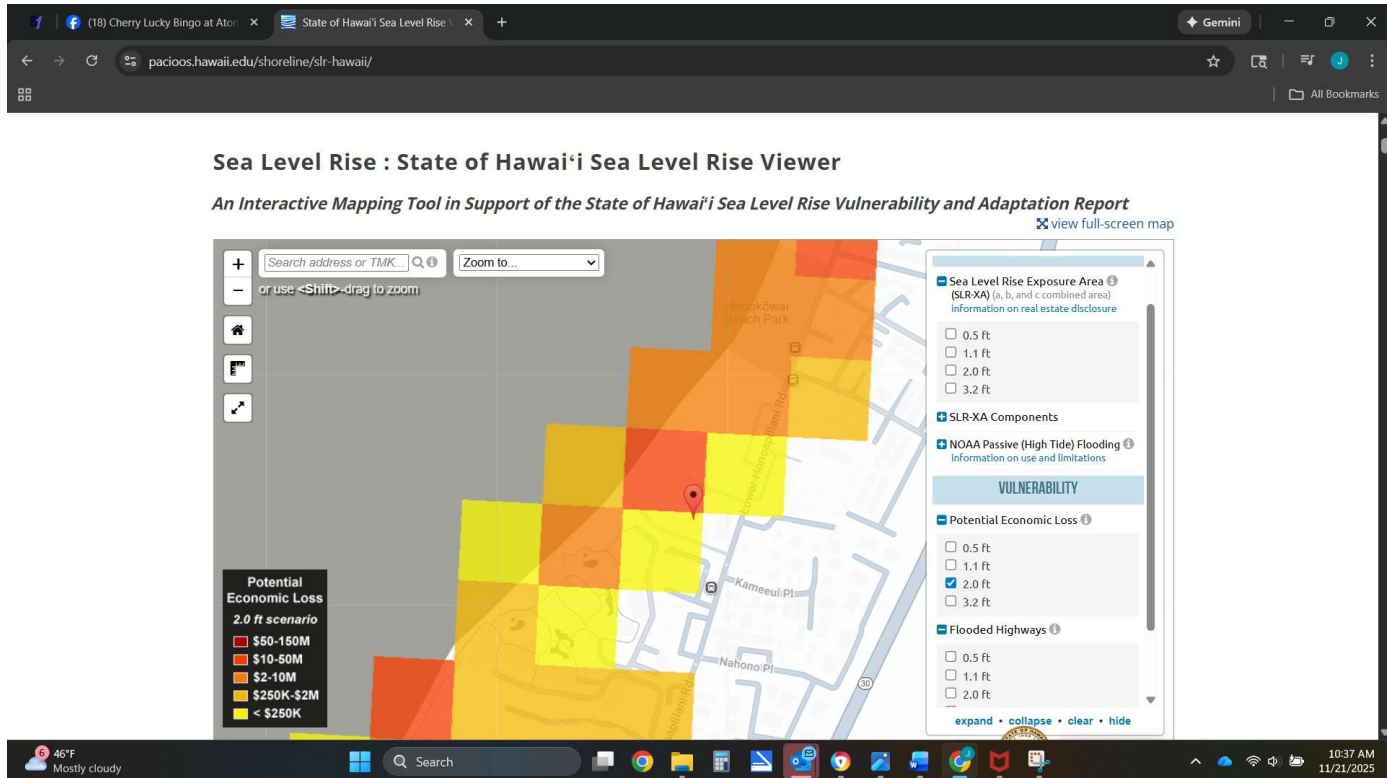 (18) Cherry Lucky Bingo at Aton
State of Hawai'i Sea Level Rise V
Gemini
pacioos.hawaii.edu/shoreline/slr-hawaii/
J
All Bookmarks
Sea Level Rise : State of Hawaiʻi Sea Level Rise Viewer
An Interactive Mapping Tool in Support of the State of Hawaiʻi Sea Level Rise Vulnerability and Adaptation Report
view full-screen map
+
Search address or TMK...
Zoom to...
−
or use <Shift>-drag to zoom
Honokōwai
Beach Park
Lower Honoapiilani Rd
Kameeui Pl
Nahono Pl
30
Potential
Economic Loss
2.0 ft scenario
$50-150M
$10-50M
$2-10M
$250K-$2M
< $250K
Sea Level Rise Exposure Area
(SLR-XA) (a, b, and c combined area)
information on real estate disclosure
0.5 ft
1.1 ft
2.0 ft
3.2 ft
SLR-XA Components
NOAA Passive (High Tide) Flooding
information on use and limitations
VULNERABILITY
Potential Economic Loss
0.5 ft
1.1 ft
2.0 ft
3.2 ft
Flooded Highways
0.5 ft
1.1 ft
2.0 ft
expand • collapse • clear • hide
6
46°F
Mostly cloudy
Search
10:37 AM
11/21/2025